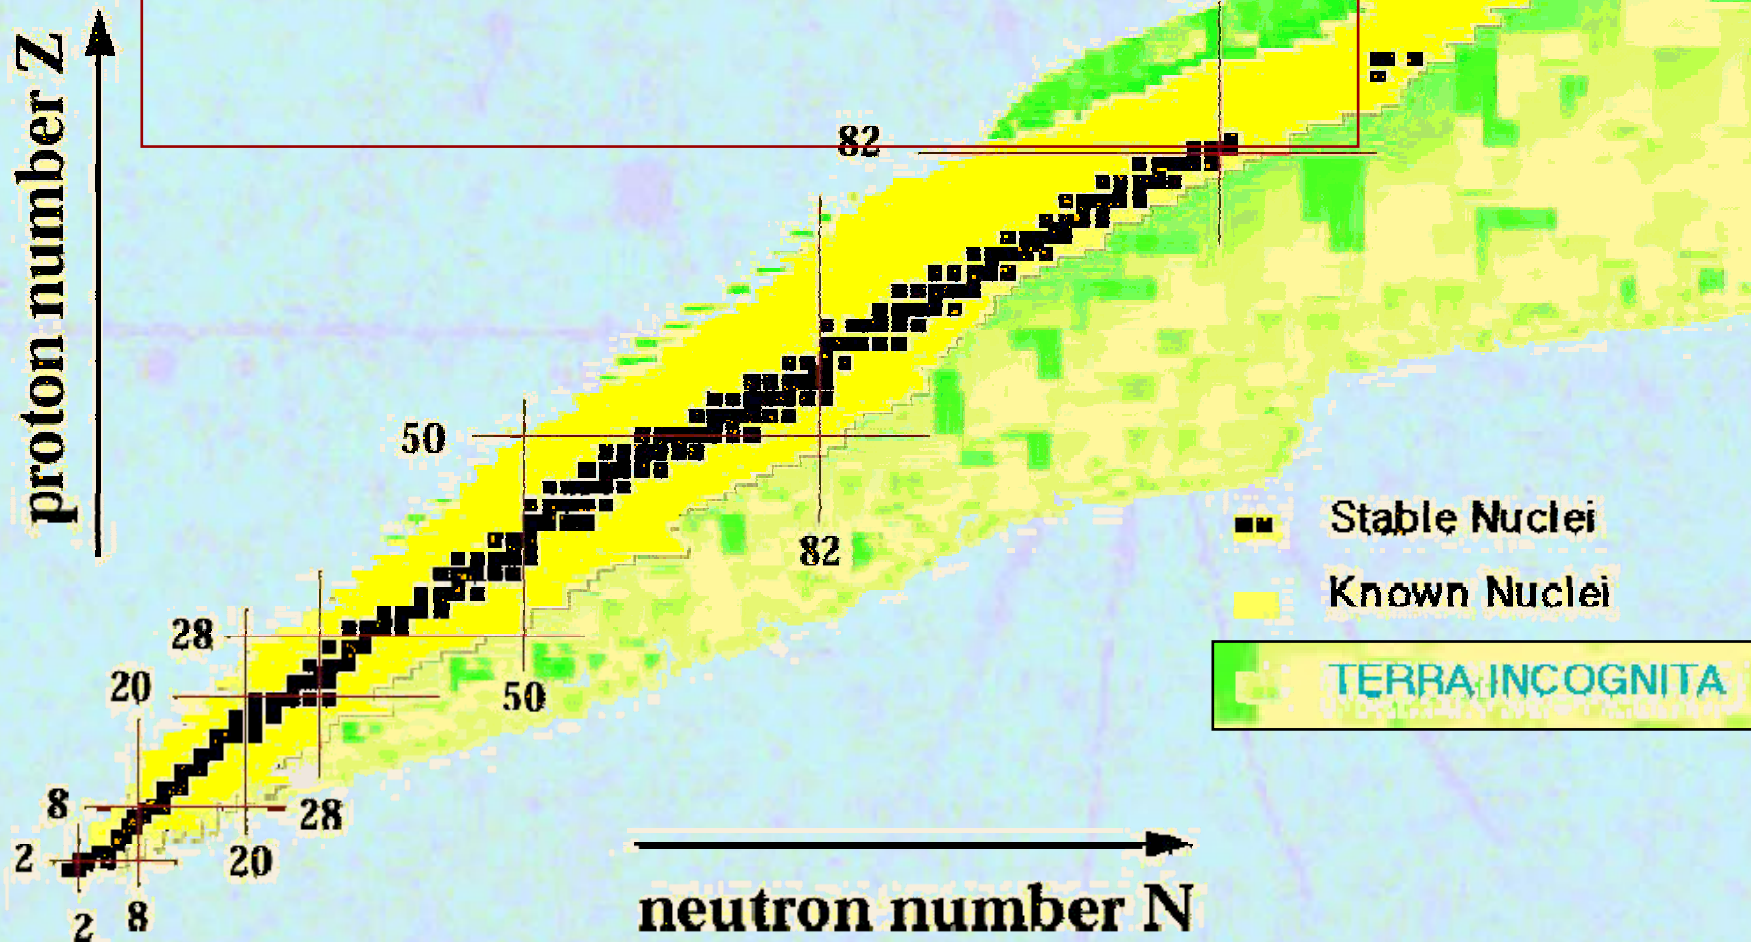 proton number Z
82
50
82
28
20
50
8
28
2
20
2
8
neutron number N
Stable Nuclei
Known Nuclei
TERRA INCOGNITA